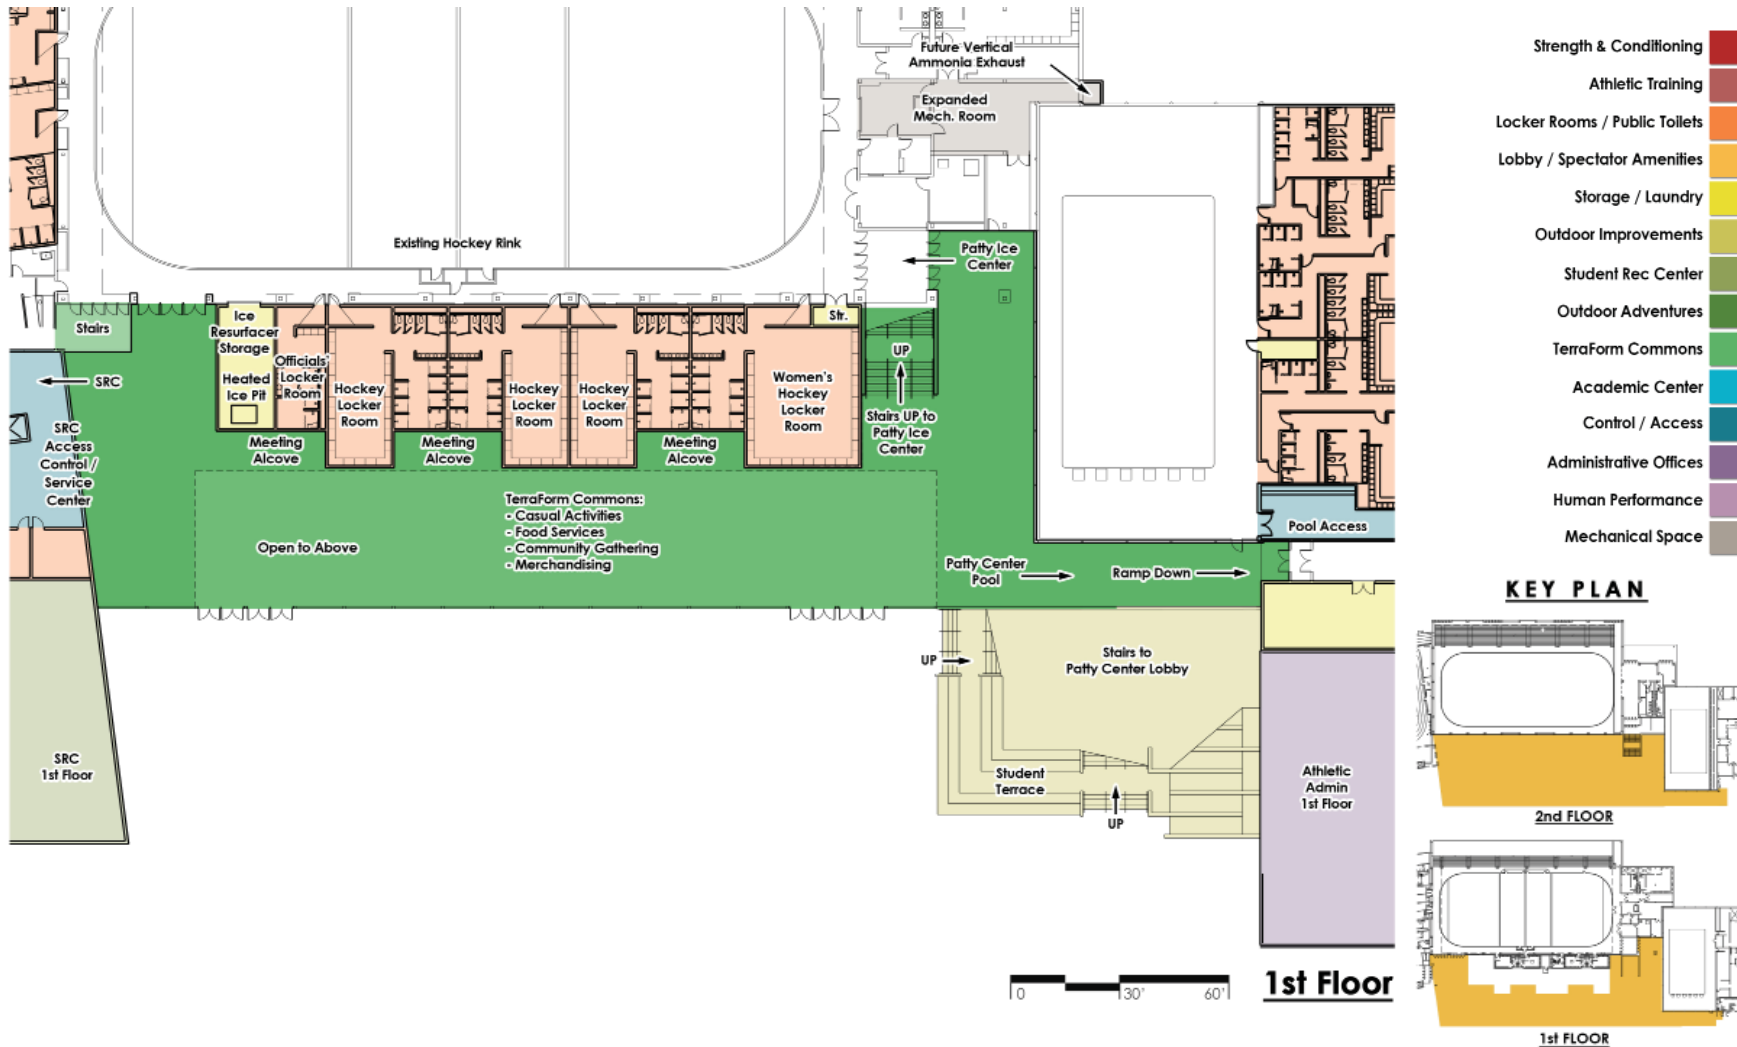 Future Vertical
Ammonia Exhaust
Expanded
Mech. Room
Existing Hockey Rink
Patty Ice
Center
Stairs
SRC
SRC
Access
Control /
Service
Center
Ice
Resurfacer
Storage
Heated
Ice Pit
Officials'
Locker
Room
Hockey
Locker
Room
Hockey
Locker
Room
Hockey
Locker
Room
Women's
Hockey
Locker
Room
Str.
UP
Stairs UP to
Patty Ice
Center
Meeting
Alcove
Meeting
Alcove
Meeting
Alcove
Open to Above
TerraForm Commons:
- Casual Activities
- Food Services
- Community Gathering
- Merchandising
Patty Center
Pool
Ramp Down
Pool Access
UP
Stairs to
Patty Center Lobby
Student
Terrace
UP
SRC
1st Floor
Athletic
Admin
1st Floor
0
30'
60'
1st Floor
Strength & Conditioning
Athletic Training
Locker Rooms / Public Toilets
Lobby / Spectator Amenities
Storage / Laundry
Outdoor Improvements
Student Rec Center
Outdoor Adventures
TerraForm Commons
Academic Center
Control / Access
Administrative Offices
Human Performance
Mechanical Space
KEY PLAN
2nd FLOOR
1st FLOOR